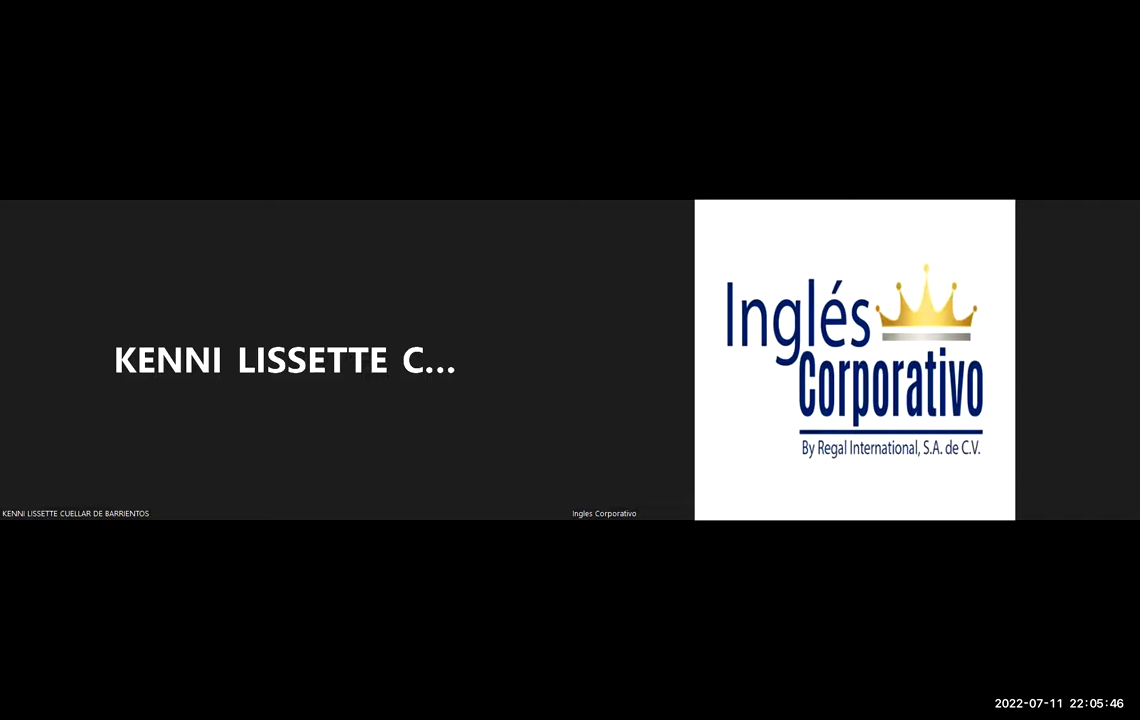 KENNI LISSETTE C...
Inglés
Corporativo
By Regal International, S.A. de C.V.
KENNI LISSETTE CUELLAR DE BARRIENTOS
Ingles Corporativo
2022-07-11 22:05:46